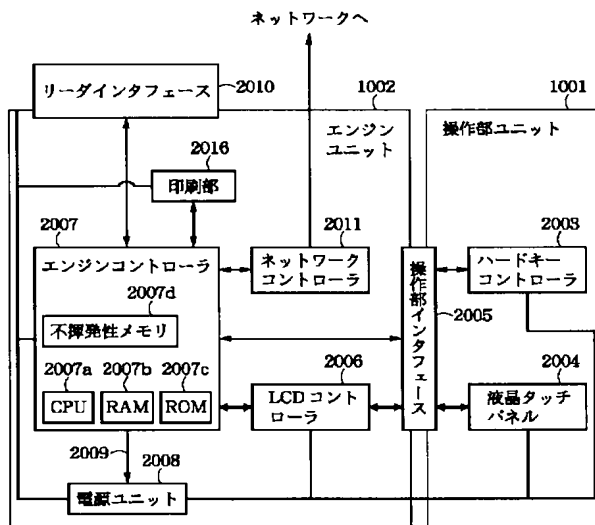 ネットワークへ
リーダインタフェース
2010
1002
1001
エンジン
ユニット
操作部ユニット
2016
印刷部
2007
エンジンコントローラ
2011
ネットワーク
コントローラ
2003
ハードキー
コントローラ
操作部インタフェース
2005
2007d
不揮発性メモリ
2007a
2007b
2007c
CPU
RAM
ROM
2006
LCDコント
ローラ
2004
液晶タッチ
パネル
2009
2008
電源ユニット